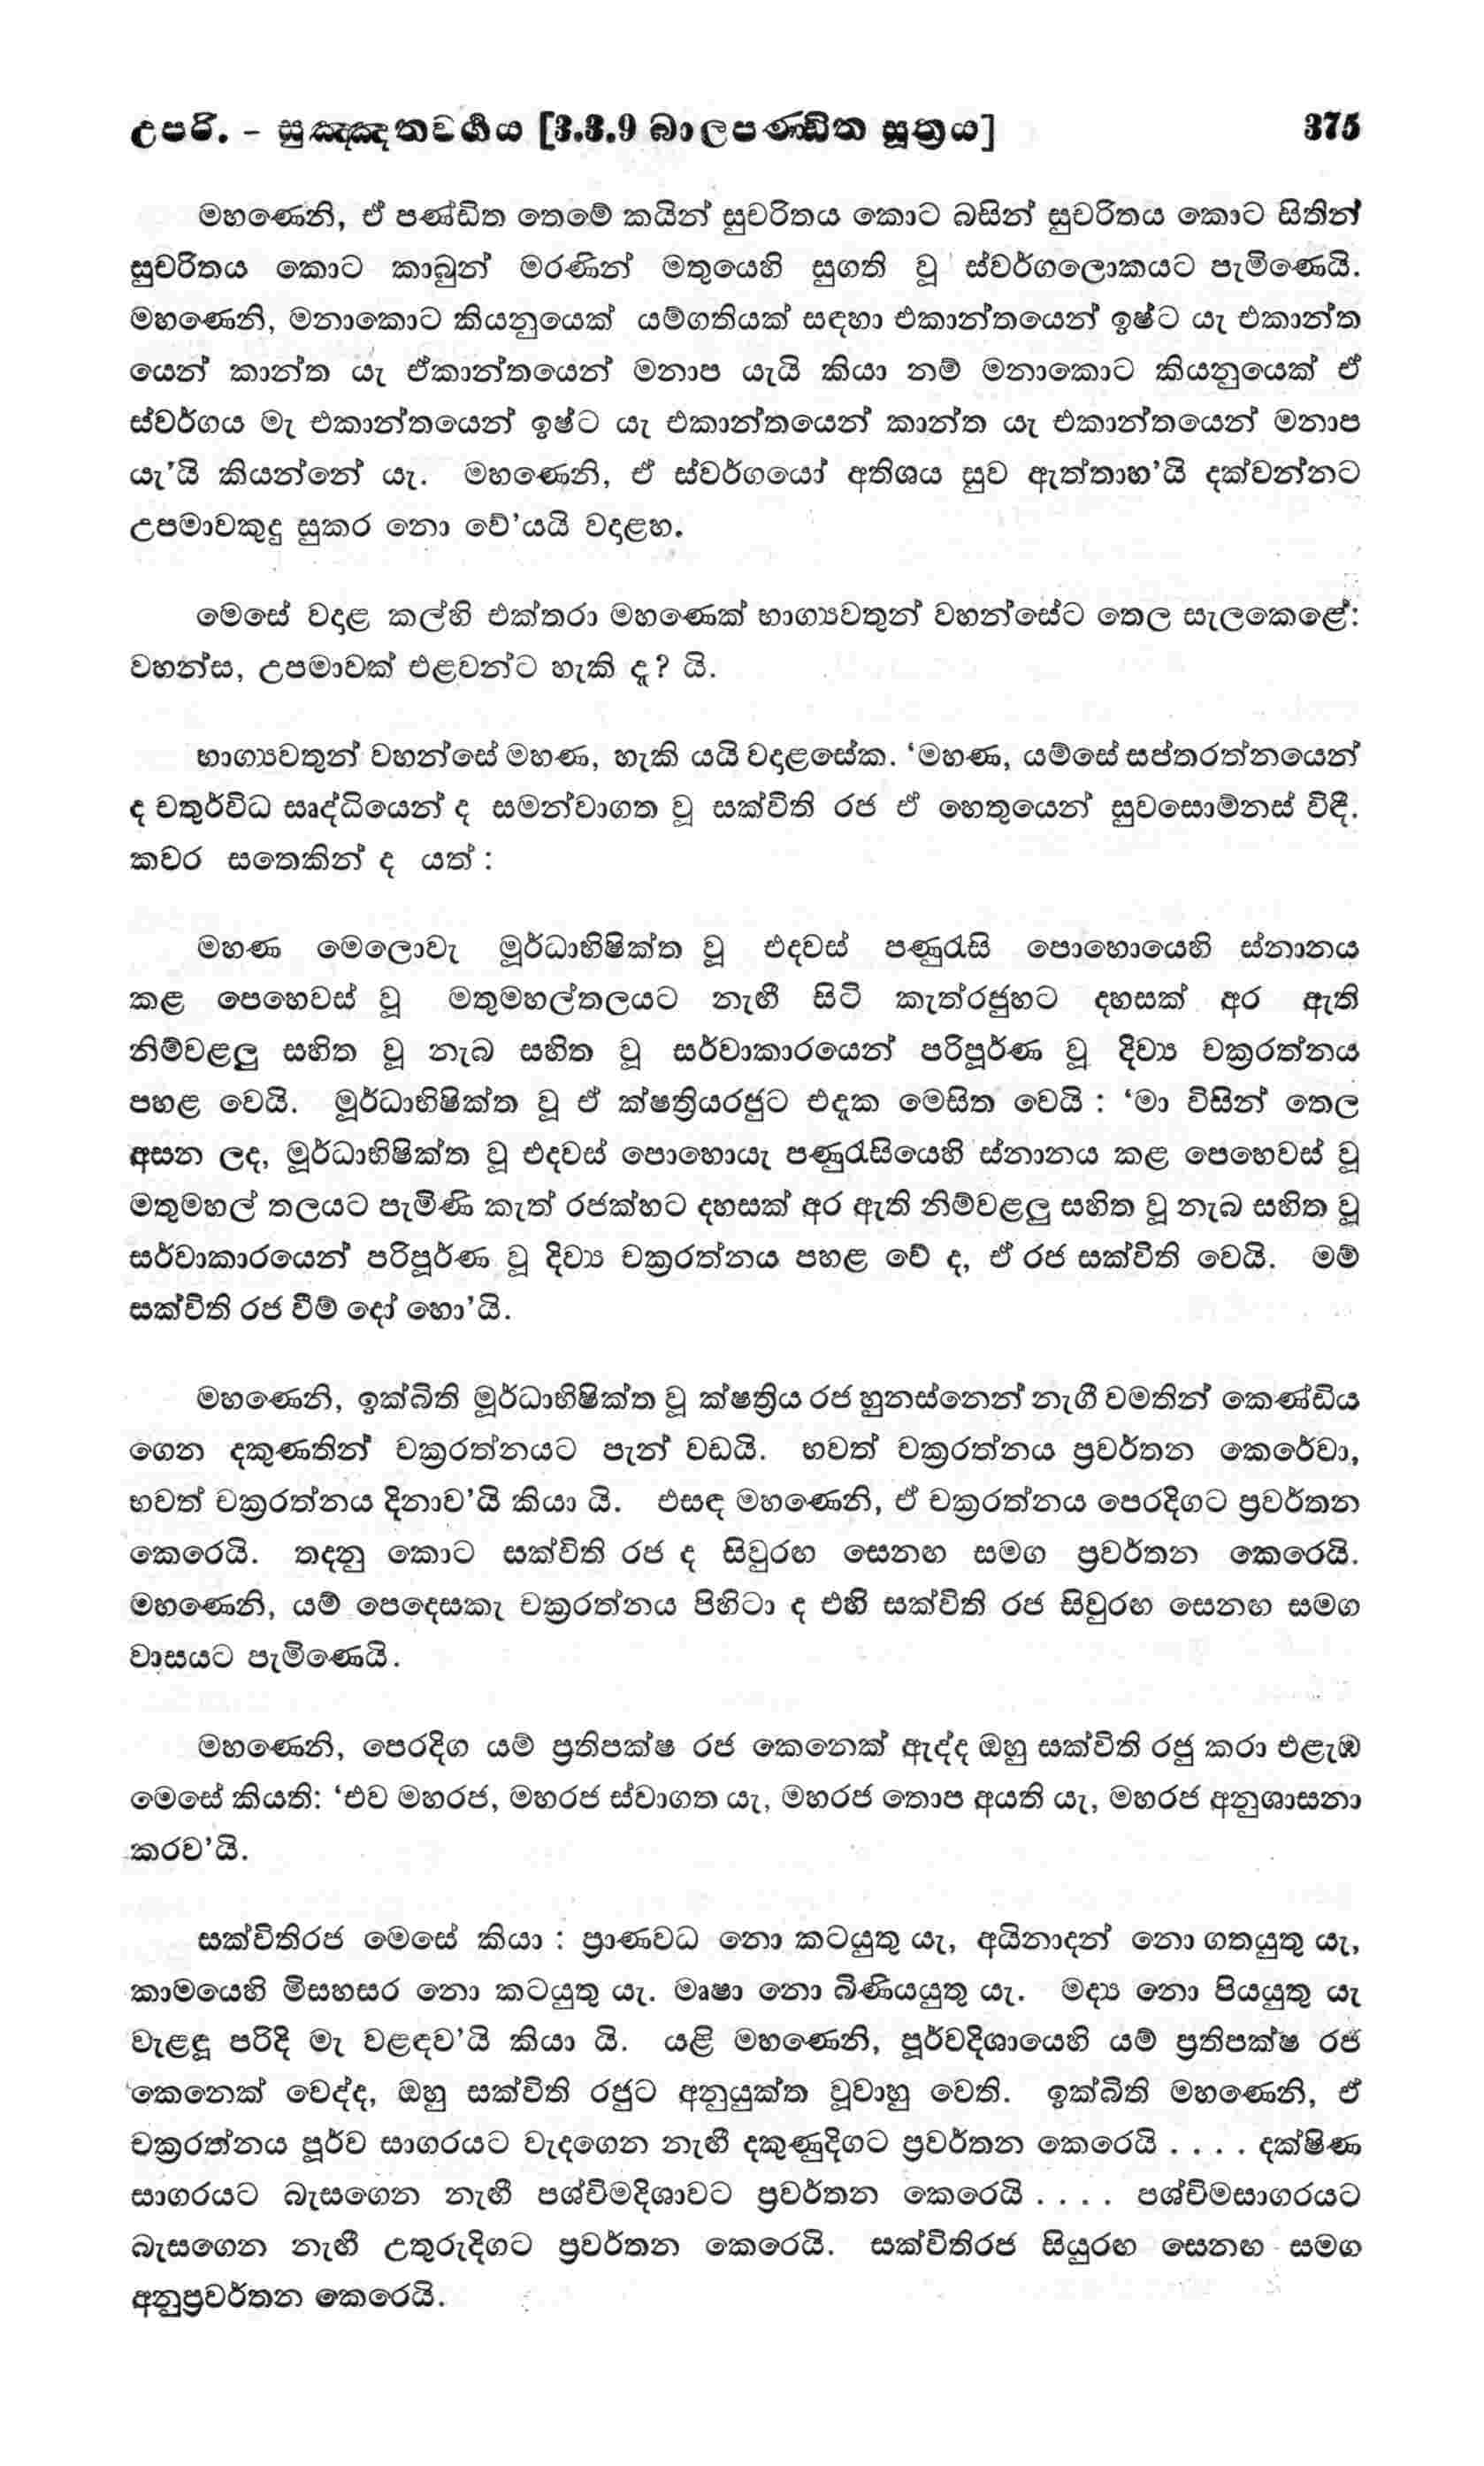 උපරි. – සුඤ්ඤතවර්ගය [3.3.9 බාලපණ්ඩිත සූත්‍රය] 375
මහණෙනි, ඒ පණ්ඩිත තෙමේ කයින් සුචරිතය කොට බසින් සුචරිතය කොට සිතින්
සුචරිතය කොට කාබුන් මරණින් මතුයෙහි සුගති වූ ස්වර්ගලොකයට පැමිණෙයි.
මහණෙනි, මනාකොට කියනුයෙක් යම්ගතියක් සඳහා එකාන්තයෙන් ඉෂ්ට යැ එකාන්ත
යෙන් කාන්ත යැ ඒකාන්තයෙන් මනාප යැයි කියා නම් මනාකොට කියනුයෙක් ඒ
ස්වර්ගය මැ එකාන්තයෙන් ඉෂ්ට යැ එකාන්තයෙන් කාන්ත යැ එකාන්තයෙන් මනාප
යැ’යි කියන්නේ යැ. මහණෙනි, ඒ ස්වර්ගයෝ අතිශය සුව ඇත්තාහ’යි දක්වන්නට
උපමාවකුදු සුකර නො වේ’යයි වදාළහ.
මෙසේ වදාළ කල්හි එක්තරා මහණෙක් භාග්‍යවතුන් වහන්සේට තෙල සැලකෙළේ:
වහන්ස, උපමාවක් එළවන්ට හැකි ද? යි.
භාග්‍යවතුන් වහන්සේ මහණ, හැකි යයි වදාළසේක. ‘මහණ, යම්සේ සප්තරත්නයෙන්
ද චතුර්විධ සෘද්ධියෙන් ද සමන්වාගත වූ සක්විති රජ ඒ හෙතුයෙන් සුවසොම්නස් විඳී.
කවර සතෙකින් ද යත් :
මහණ මෙලොවැ මූර්ධාභිෂික්ත වූ එදවස් පණුරැසි පොහොයෙහි ස්නානය
කළ පෙහෙවස් වූ මතුමහල්තලයට නැඟී සිටි කැත්රජුහට දහසක් අර ඇති
නිම්වළලු සහිත වූ නැබ සහිත වූ සර්වාකාරයෙන් පරිපූර්ණ වූ දිව්‍ය චක්‍රරත්නය
පහළ වෙයි. මූර්ධාභිෂික්ත වූ ඒ ක්ෂත්‍රියරජුට එදැක මෙසිත වෙයි : ‘මා විසින් තෙල
අසන ලද, මූර්ධාභිෂික්ත වූ එදවස් පොහොයැ පණුරැසියෙහි ස්නානය කළ පෙහෙවස් වූ
මතුමහල් තලයට පැමිණි කැත් රජක්හට දහසක් අර ඇති නිම්වළලු සහිත වූ නැබ සහිත වූ
සර්වාකාරයෙන් පරිපූර්ණ වූ දිව්‍ය චක්‍රරත්නය පහළ වේ ද, ඒ රජ සක්විති වෙයි. මම්
සක්විති රජ වීම් දෝ හො’යි.
මහණෙනි, ඉක්බිති මූර්ධාභිෂික්ත වූ ක්ෂත්‍රිය රජ හුනස්නෙන් නැගී වමතින් කෙණ්ඩිය
ගෙන දකුණතින් චක්‍රරත්නයට පැන් වඩයි. භවත් චක්‍රරත්නය ප්‍රවර්තන කෙරේවා,
භවත් චක්‍රරත්නය දිනාව’යි කියා යි. එසඳ මහණෙනි, ඒ චක්‍රරත්නය පෙරදිගට ප්‍රවර්තන
කෙරෙයි. තදනු කොට සක්විති රජ ද සිවුරඟ සෙනඟ සමග ප්‍රවර්තන කෙරෙයි.
මහණෙනි, යම් පෙදෙසකැ චක්‍රරත්නය පිහිටා ද එහි සක්විති රජ සිවුරඟ සෙනඟ සමග
වාසයට පැමිණෙයි.
මහණෙනි, පෙරදිග යම් ප්‍රතිපක්ෂ රජ කෙනෙක් ඇද්ද ඔහු සක්විති රජු කරා එළැඹ
මෙසේ කියති: ‘එව මහරජ, මහරජ ස්වාගත යැ, මහරජ තොප අයති යැ, මහරජ අනුශාසනා
කරව’යි.
සක්විතිරජ මෙසේ කියා : ප්‍රාණවධ නො කටයුතු යැ, අයිනාදන් නො ගතයුතු යැ,
කාමයෙහි මිසහසර නො කටයුතු යැ. මෘෂා නො බිණියයුතු යැ. මද්‍ය නො පියයුතු යැ
වැළඳූ පරිදි මැ වළඳව’යි කියා යි. යළි මහණෙනි, පූර්වදිශායෙහි යම් ප්‍රතිපක්ෂ රජ
කෙනෙක් වෙද්ද, ඔහු සක්විති රජුට අනුයුක්ත වූවාහු වෙති. ඉක්බිති මහණෙනි, ඒ
චක්‍රරත්නය පූර්ව සාගරයට වැදගෙන නැඟී දකුණුදිගට ප්‍රවර්තන කෙරෙයි . . . . දක්ෂිණ
සාගරයට බැසගෙන නැඟී පශ්චිමදිශාවට ප්‍රවර්තන කෙරෙයි . . . . පශ්චිමසාගරයට
බැසගෙන නැඟී උතුරුදිගට ප්‍රවර්තන කෙරෙයි. සක්විතිරජ සියුරඟ සෙනඟ සමග
අනුප්‍රවර්තන කෙරෙයි.